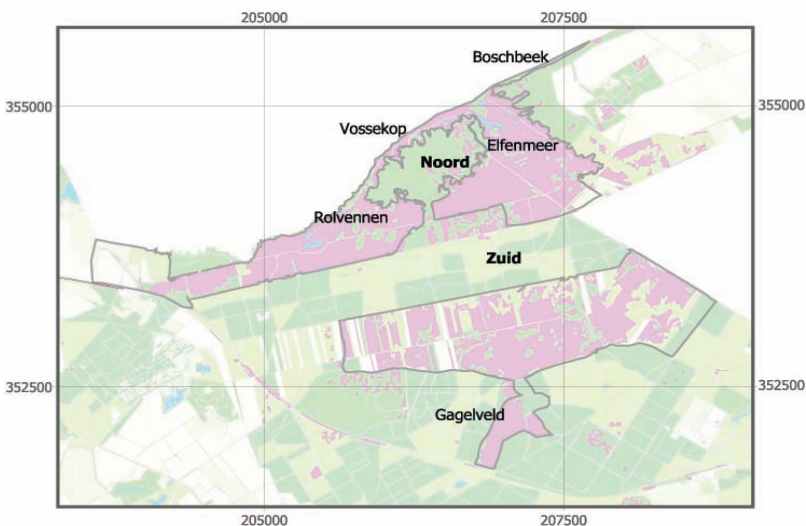 205000 207500
Boschbeek
355000 355000
Vossekop
Elfenmeer
Noord
Rolvennen
Zuid
352500 352500
Gagelveld
205000 207500